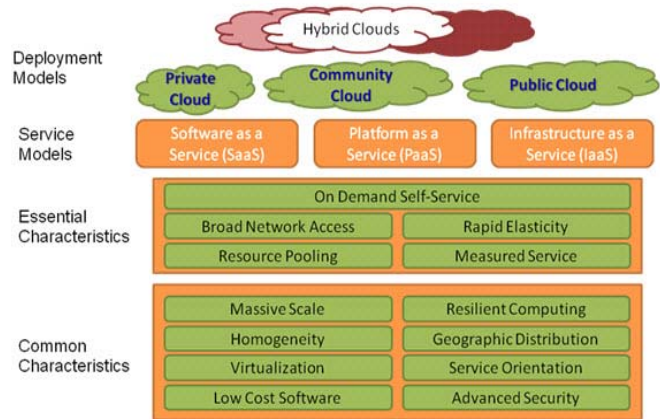 Hybrid Clouds
Deployment
Models
Private
Cloud
Community
Cloud
Public Cloud
Service
Models
Software as a
Service (SaaS)
Platform as a
Service (PaaS)
Infrastructure as a
Service (IaaS)
Essential
Characteristics
On Demand Self-Service
Broad Network Access
Rapid Elasticity
Resource Pooling
Measured Service
Common
Characteristics
Massive Scale
Resilient Computing
Homogeneity
Geographic Distribution
Virtualization
Service Orientation
Low Cost Software
Advanced Security